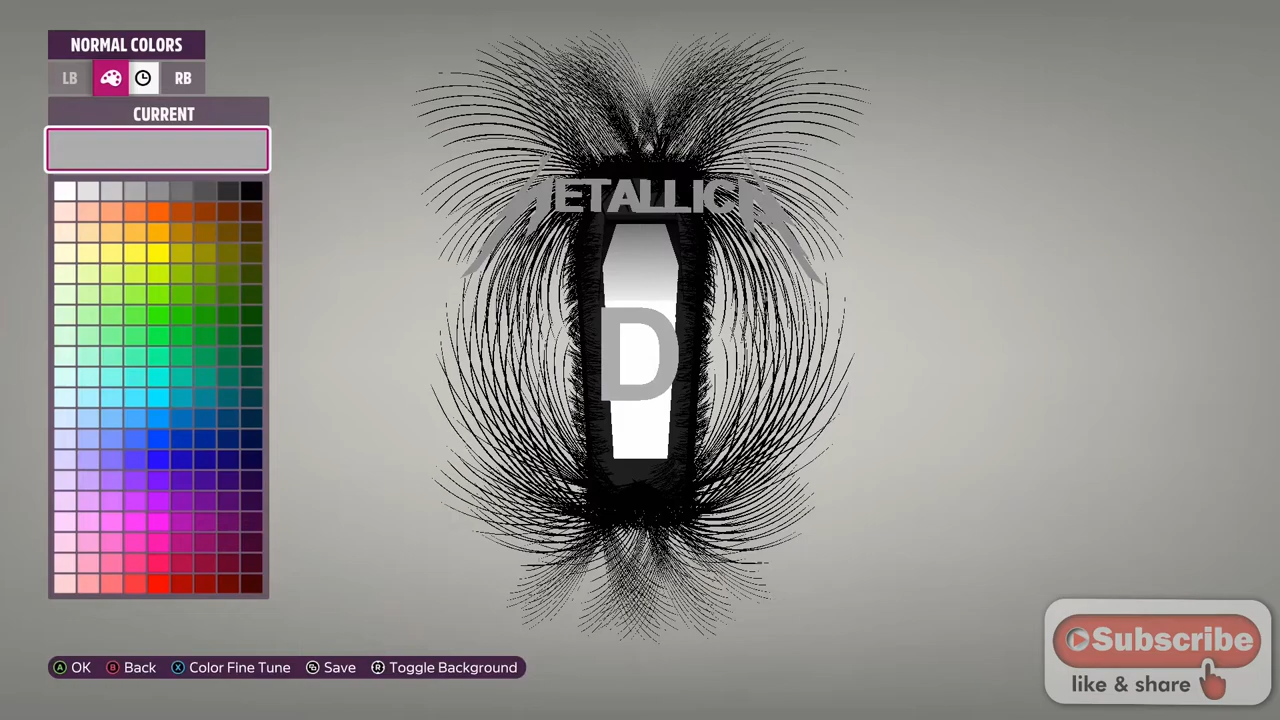 NORMAL COLORS
LB RB
CURRENT
METALLICA
D
A OK B Back X Color Fine Tune Save R Toggle Background
Subscribe
like & share